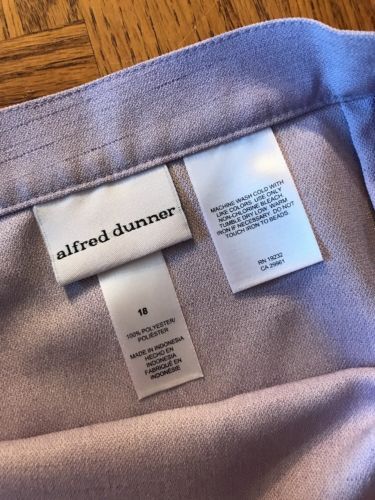 alfred dunner
18
100% POLYESTER/
POLIÉSTER
MADE IN INDONESIA
HECHO EN
INDONESIA
FABRIQUÉ EN
INDONÉSIE
MACHINE WASH COLD WITH
LIKE COLORS. USE ONLY
NON-CHLORINE BLEACH.
TUMBLE DRY LOW. WARM
IRON IF NECESSARY. DO NOT
TOUCH IRON TO BEADS.
RN 19232
CA 29961